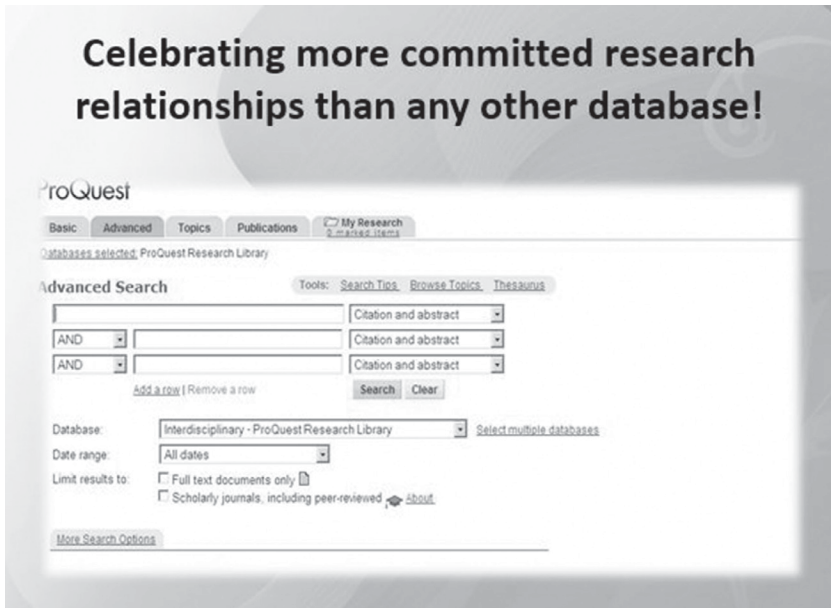 Celebrating more committed research
relationships than any other database!
ProQuest
Basic Advanced Topics Publications My Research
0 marked items
Databases selected: ProQuest Research Library
Advanced Search Tools: Search Tips Browse Topics Thesaurus
Citation and abstract
AND Citation and abstract
AND Citation and abstract
Add a row | Remove a row Search Clear
Database: Interdisciplinary - ProQuest Research Library Select multiple databases
Date range: All dates
Limit results to: Full text documents only
Scholarly journals, including peer-reviewed About
More Search Options